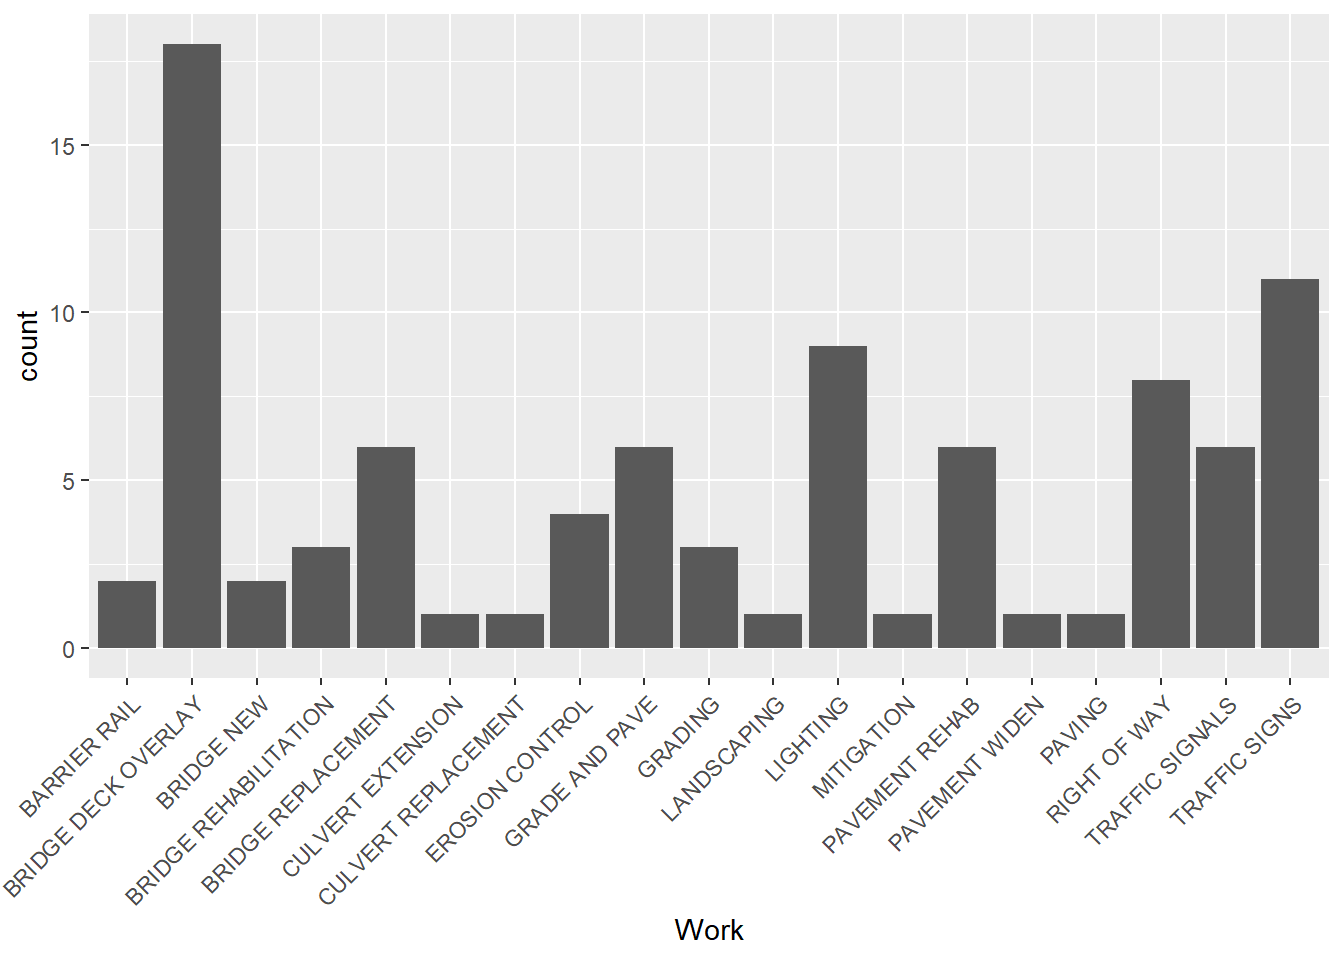 15
10
5
0
count
BARRIER RAIL
BRIDGE DECK OVERLAY
BRIDGE NEW
BRIDGE REHABILITATION
BRIDGE REPLACEMENT
CULVERT EXTENSION
CULVERT REPLACEMENT
EROSION CONTROL
GRADE AND PAVE
GRADING
LANDSCAPING
LIGHTING
MITIGATION
PAVEMENT REHAB
PAVEMENT WIDEN
PAVING
RIGHT OF WAY
TRAFFIC SIGNALS
TRAFFIC SIGNS
Work